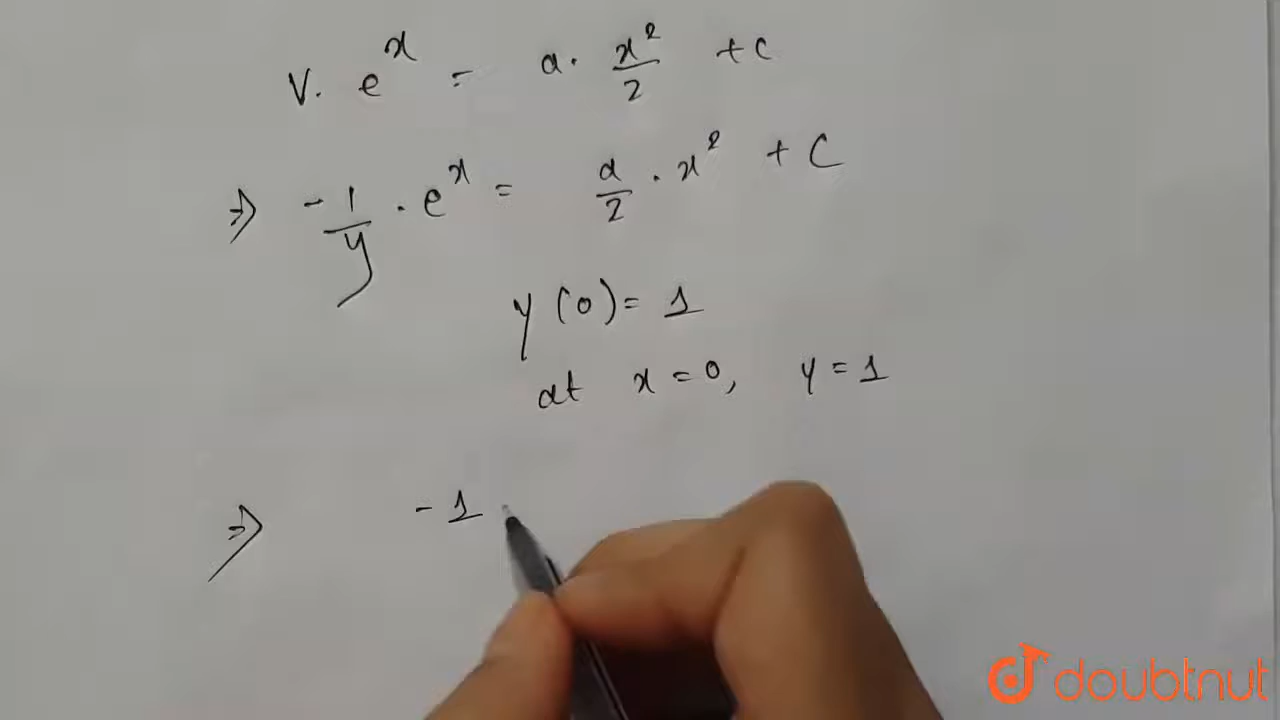 V. e^x = a. x²/2 + c
⇒ -1/y . e^x = a/2 . x² + C
y (0) = 1
at x = 0, y = 1
⇒ - 1
doubtnut